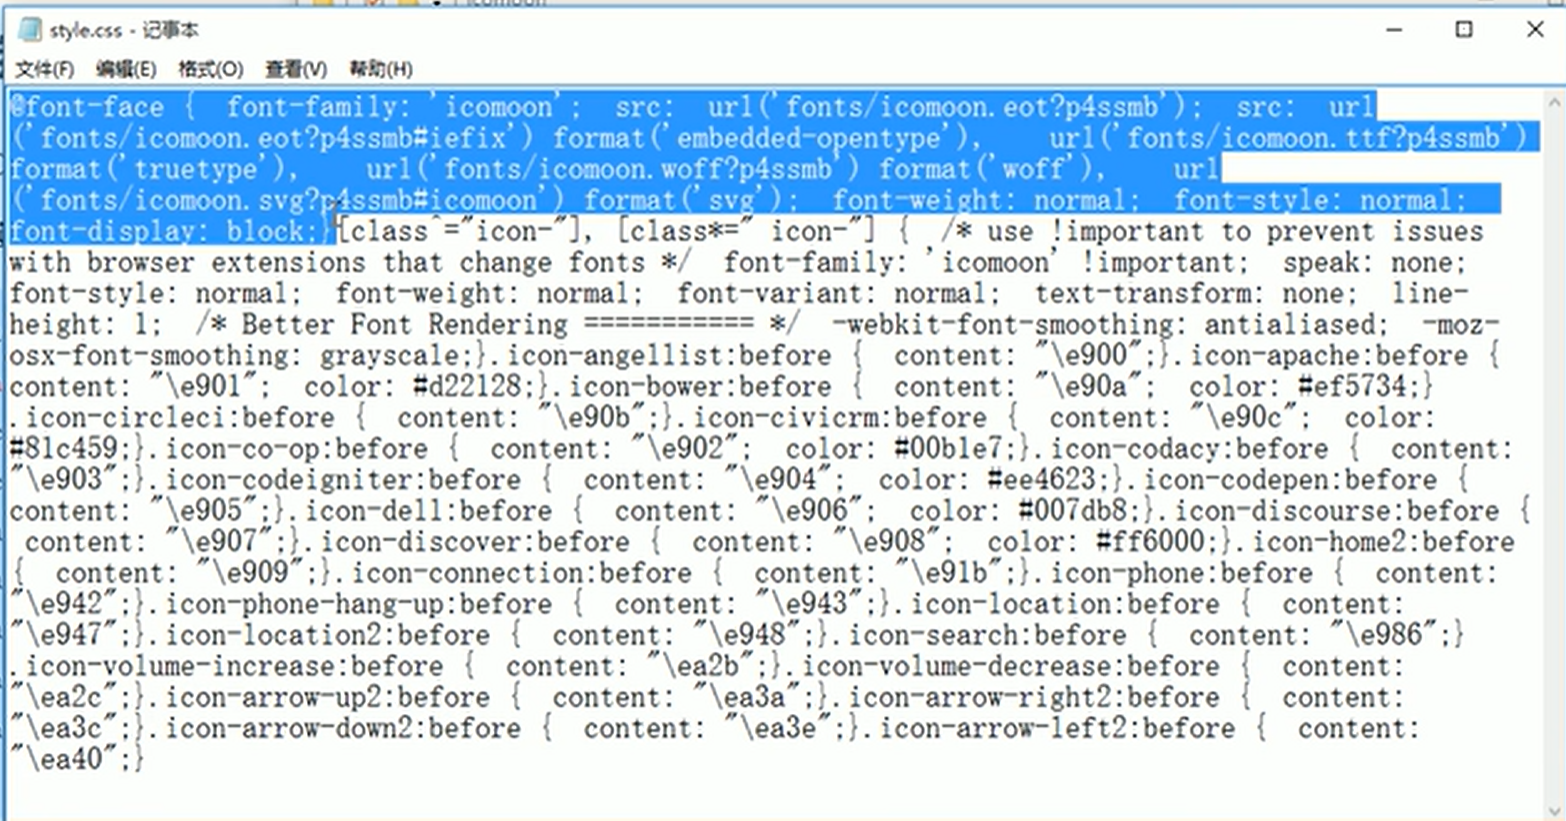 icomoon
style.css - 记事本
文件(F) 编辑(E) 格式(O) 查看(V) 帮助(H)
@font-face {  font-family: 'icomoon';  src:  url('fonts/icomoon.eot?p4ssmb');  src:  url
('fonts/icomoon.eot?p4ssmb#iefix') format('embedded-opentype'),    url('fonts/icomoon.ttf?p4ssmb')
format('truetype'),    url('fonts/icomoon.woff?p4ssmb') format('woff'),    url
('fonts/icomoon.svg?p4ssmb#icomoon') format('svg');  font-weight: normal;  font-style: normal;
font-display: block;}[class^="icon-"], [class*=" icon-"] {  /* use !important to prevent issues
with browser extensions that change fonts */  font-family: 'icomoon' !important;  speak: none;
font-style: normal;  font-weight: normal;  font-variant: normal;  text-transform: none;  line-
height: 1;  /* Better Font Rendering =========== */  -webkit-font-smoothing: antialiased;  -moz-
osx-font-smoothing: grayscale;}.icon-angellist:before {  content: "\e900";}.icon-apache:before {
content: "\e901";  color: #d22128;}.icon-bower:before {  content: "\e90a";  color: #ef5734;}
.icon-circleci:before {  content: "\e90b";}.icon-civicrm:before {  content: "\e90c";  color:
#81c459;}.icon-co-op:before {  content: "\e902";  color: #00b1e7;}.icon-codacy:before {  content:
"\e903";}.icon-codeigniter:before {  content: "\e904";  color: #ee4623;}.icon-codepen:before {
content: "\e905";}.icon-dell:before {  content: "\e906";  color: #007db8;}.icon-discourse:before {
content: "\e907";}.icon-discover:before {  content: "\e908";  color: #ff6000;}.icon-home2:before
{  content: "\e909";}.icon-connection:before {  content: "\e91b";}.icon-phone:before {  content:
"\e942";}.icon-phone-hang-up:before {  content: "\e943";}.icon-location:before {  content:
"\e947";}.icon-location2:before {  content: "\e948";}.icon-search:before {  content: "\e986";}
.icon-volume-increase:before {  content: "\ea2b";}.icon-volume-decrease:before {  content:
"\ea2c";}.icon-arrow-up2:before {  content: "\ea3a";}.icon-arrow-right2:before {  content:
"\ea3c";}.icon-arrow-down2:before {  content: "\ea3e";}.icon-arrow-left2:before {  content:
"\ea40";}